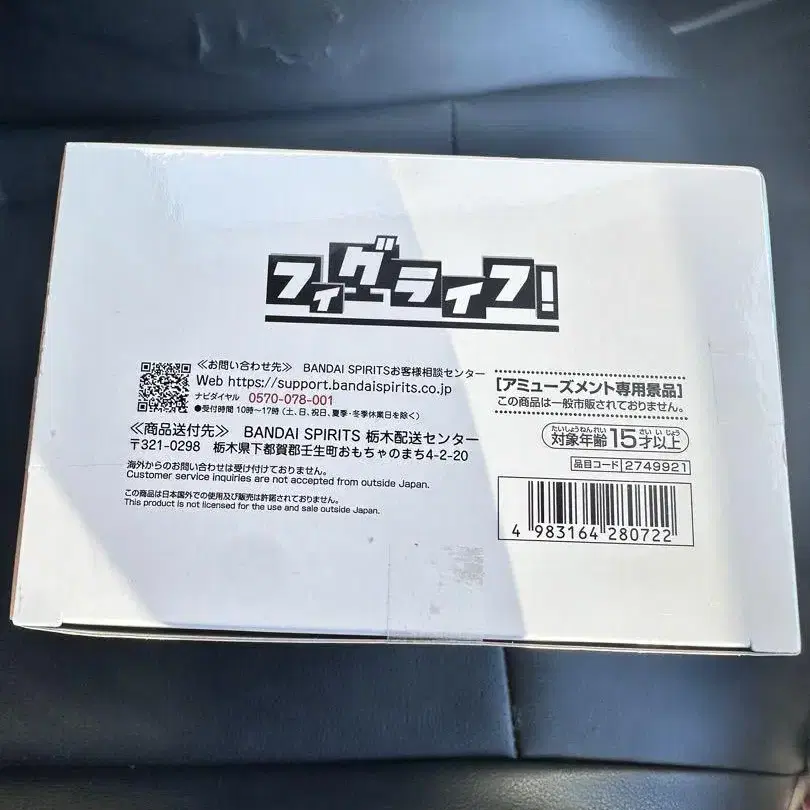 フィグライフ!
≪お問い合わせ先≫ BANDAI SPIRITSお客様相談センター
Web https://support.bandaispirits.co.jp
ナビダイヤル 0570-078-001
●受付時間 10時～17時(土、日、祝日、夏季・冬季休業日を除く)
≪商品送付先≫ BANDAI SPIRITS 栃木配送センター
〒321-0298 栃木県下都賀郡壬生町おもちゃのまち4-2-20
海外からのお問い合わせは受け付けておりません。
Customer service inquiries are not accepted from outside Japan.
この商品は日本国外での使用及び販売は許諾されておりません。
This product is not licensed for the use and sale outside Japan.
[アミューズメント専用景品]
この商品は一般市販されておりません。
たいしょうねんれい さい いじょう
対象年齢15才以上
品目コード 2749921
4 983164 280722